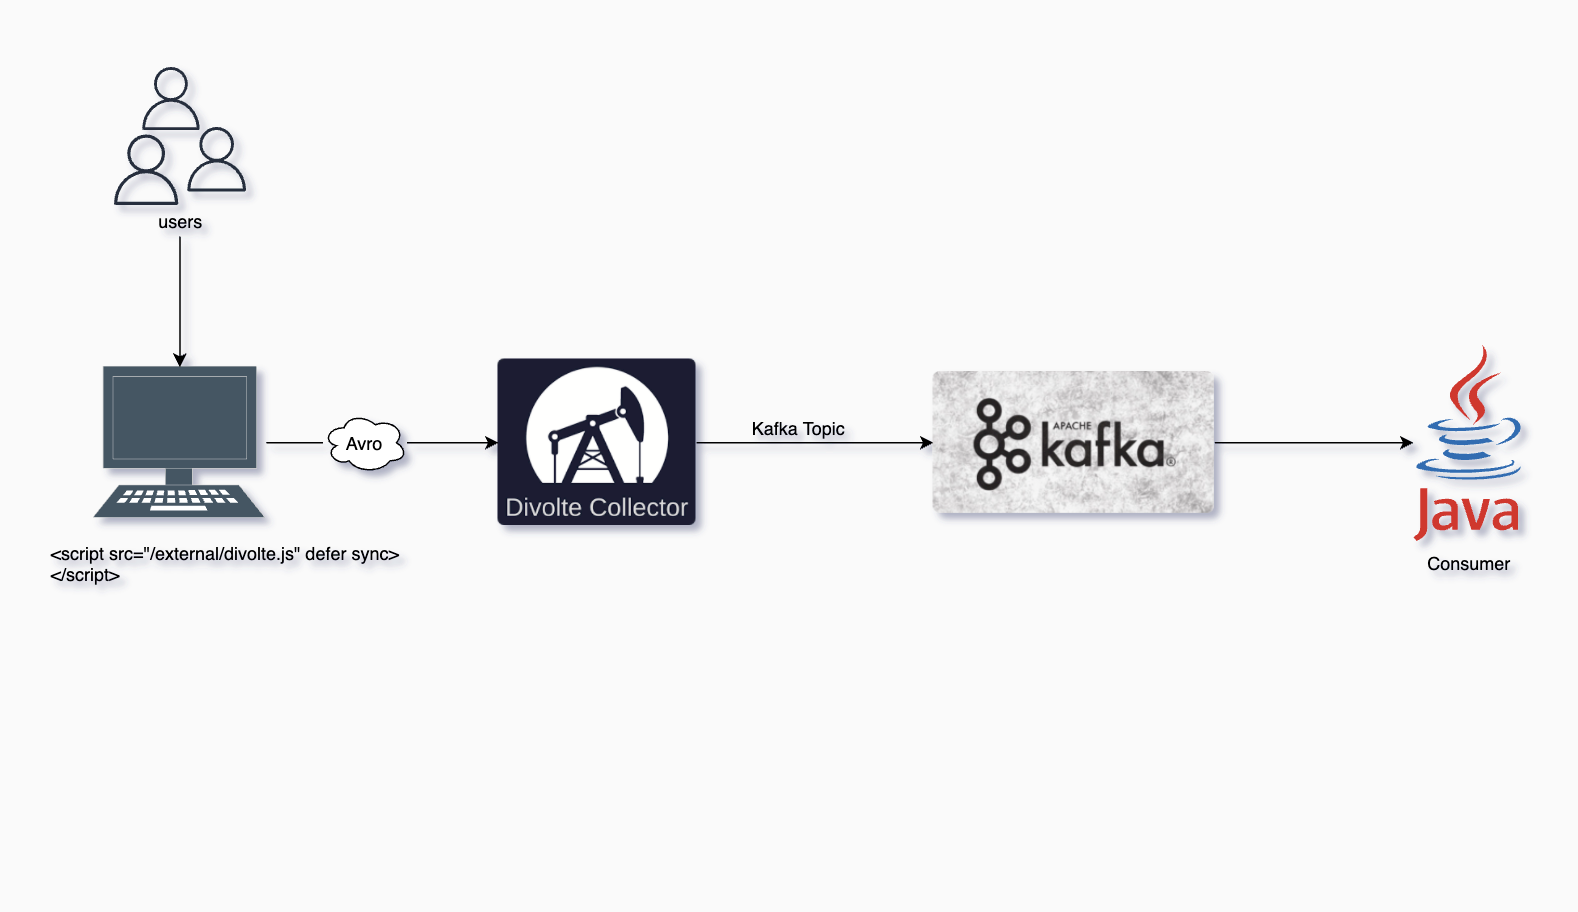 users
Avro
Divolte Collector
Kafka Topic
APACHE
kafka®
Java
Consumer
<script src="/external/divolte.js" defer sync>
</script>